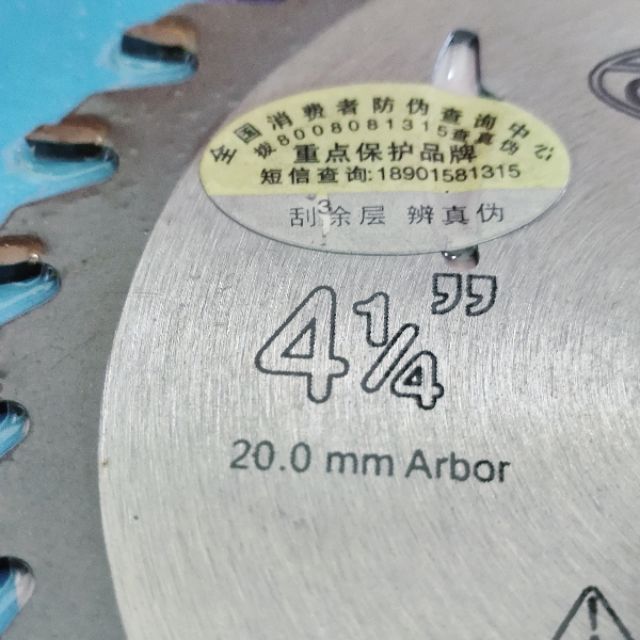 全国消费者防伪查询中心
拨8008081315查真伪
重点保护品牌
短信查询:18901581315
刮涂层 辨真伪
4 1/4"
20.0 mm Arbor